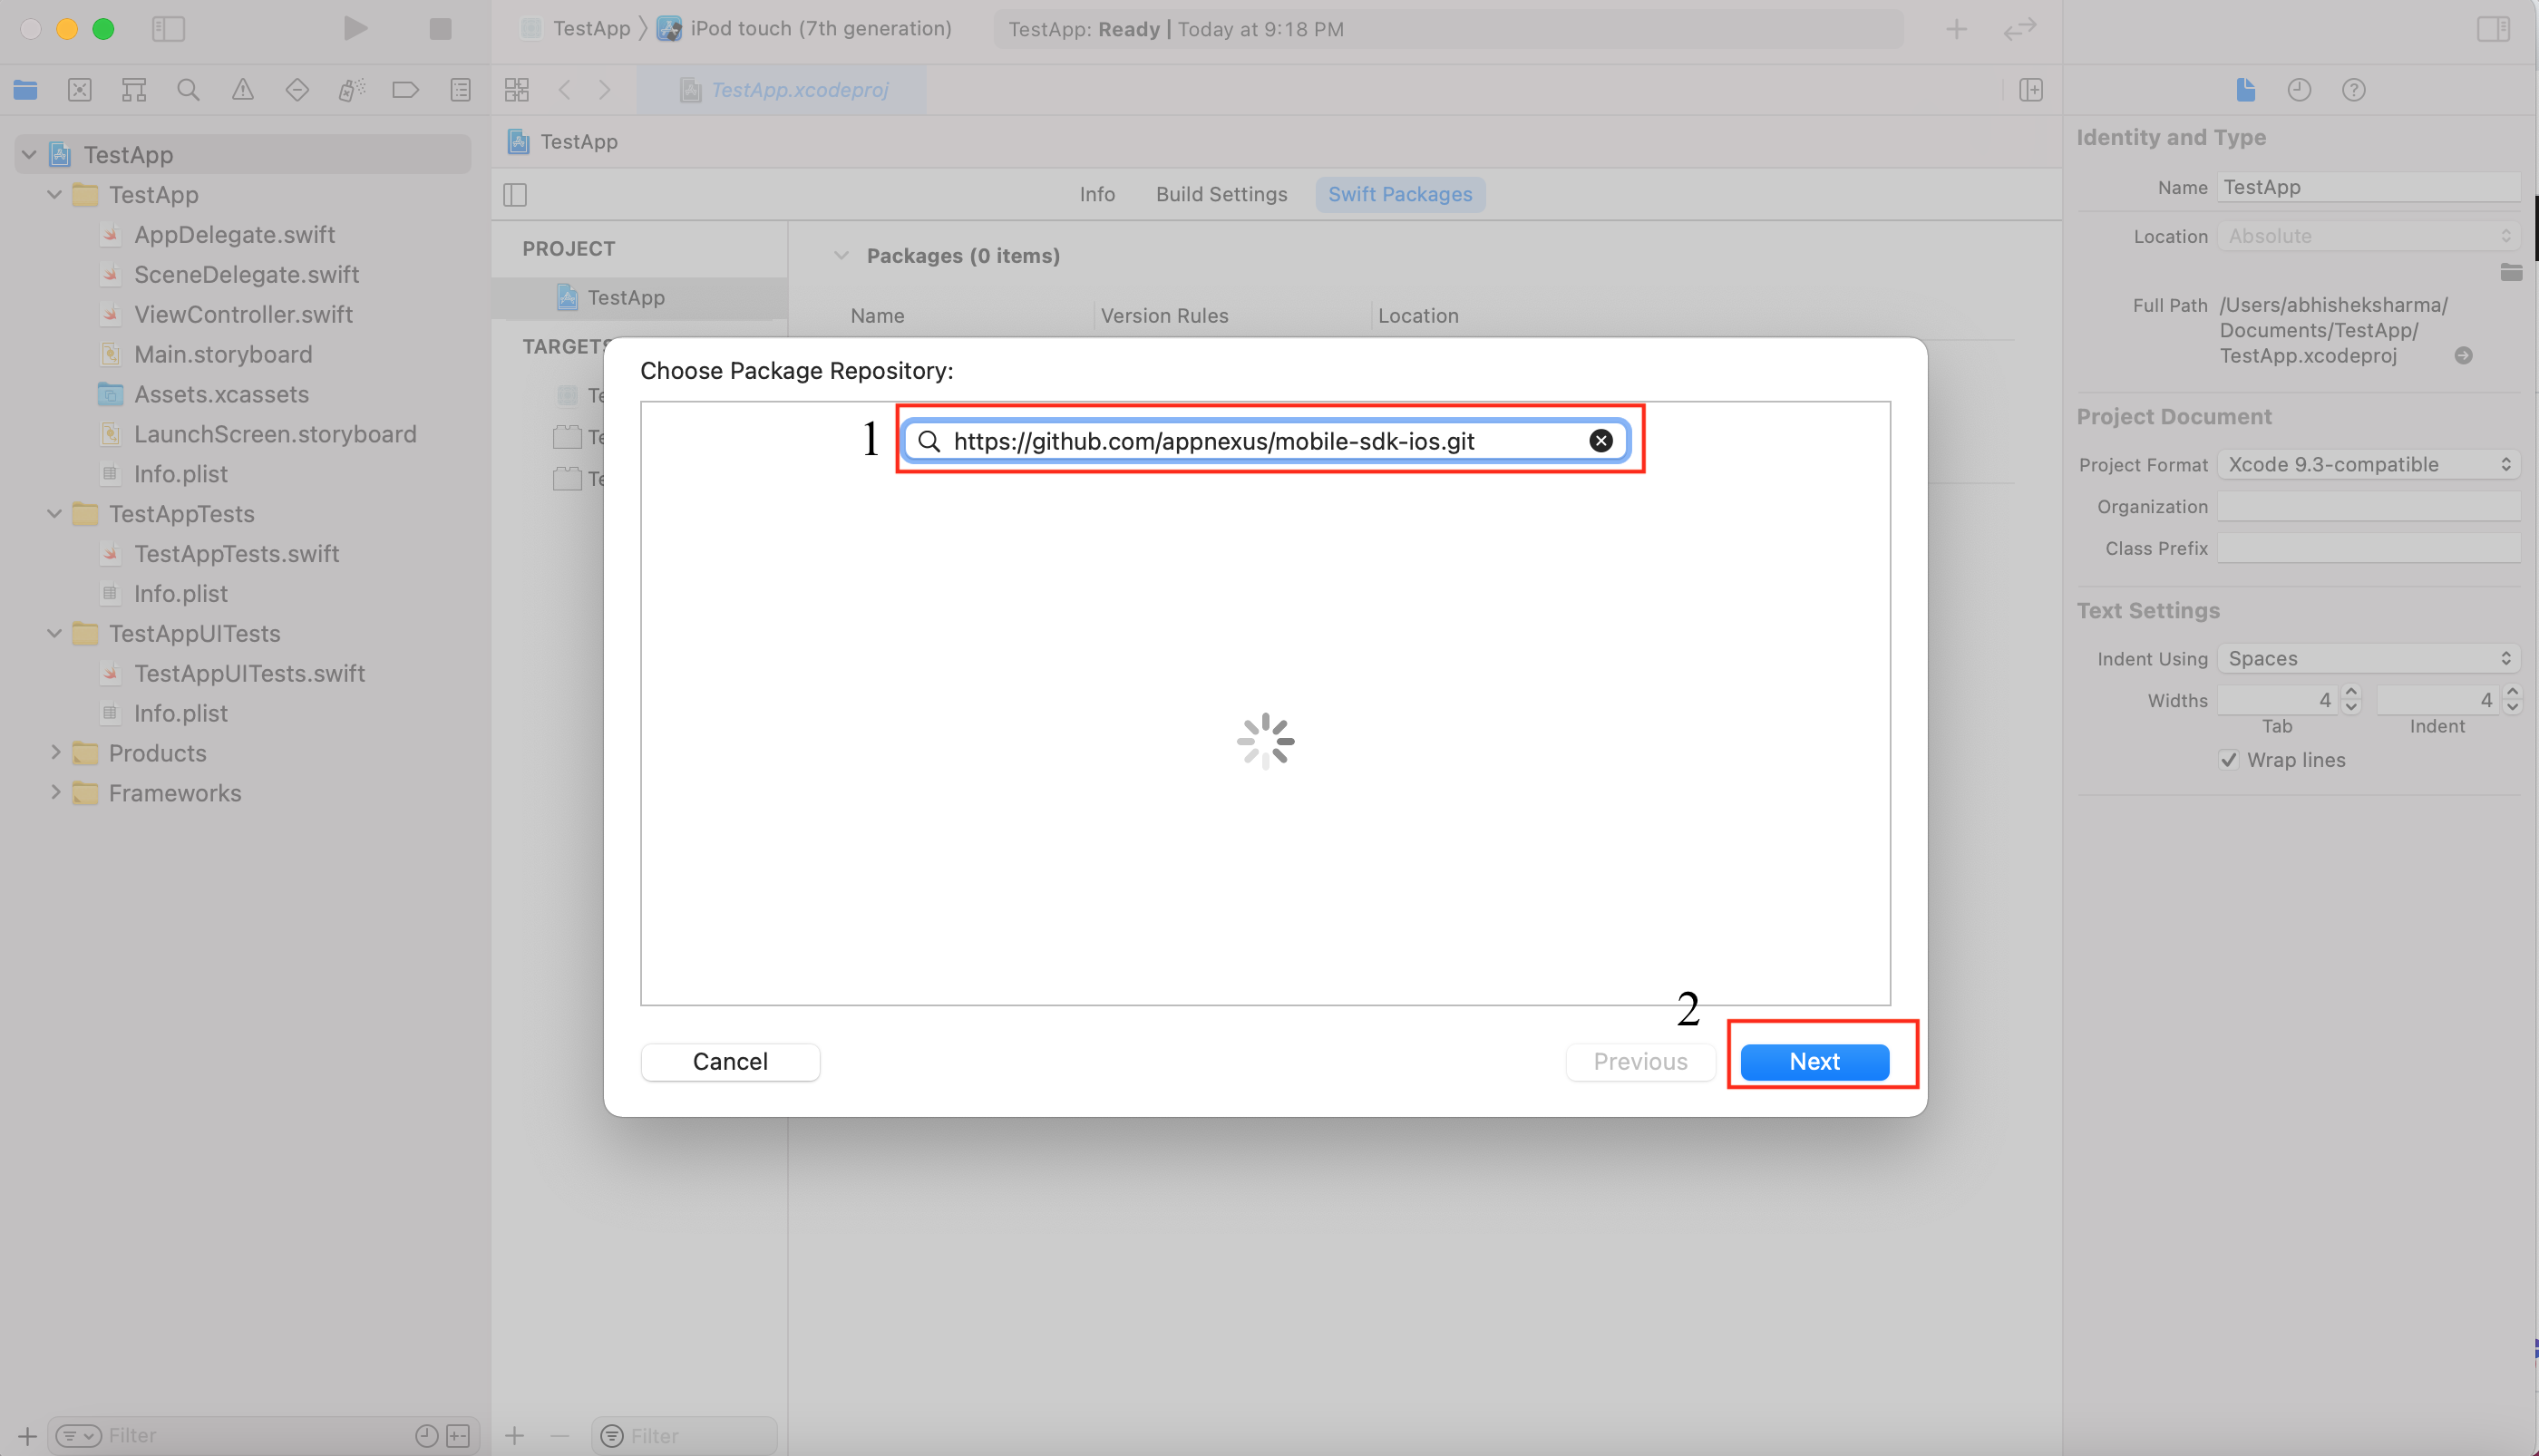 TestApp
iPod touch (7th generation)
TestApp: Ready | Today at 9:18 PM
TestApp.xcodeproj
TestApp
TestApp
AppDelegate.swift
SceneDelegate.swift
ViewController.swift
Main.storyboard
Assets.xcassets
LaunchScreen.storyboard
Info.plist
TestAppTests
TestAppTests.swift
Info.plist
TestAppUITests
TestAppUITests.swift
Info.plist
Products
Frameworks
Filter
TestApp
Info Build Settings Swift Packages
PROJECT
TestApp
TARGETS
Te
Te
Te
Filter
Packages (0 items)
Name Version Rules Location
Choose Package Repository:
1
https://github.com/appnexus/mobile-sdk-ios.git
2
Cancel Previous Next
Identity and Type
Name TestApp
Location Absolute
Full Path /Users/abhisheksharma/
Documents/TestApp/
TestApp.xcodeproj
Project Document
Project Format Xcode 9.3-compatible
Organization
Class Prefix
Text Settings
Indent Using Spaces
Widths 4 4
Tab Indent
Wrap lines